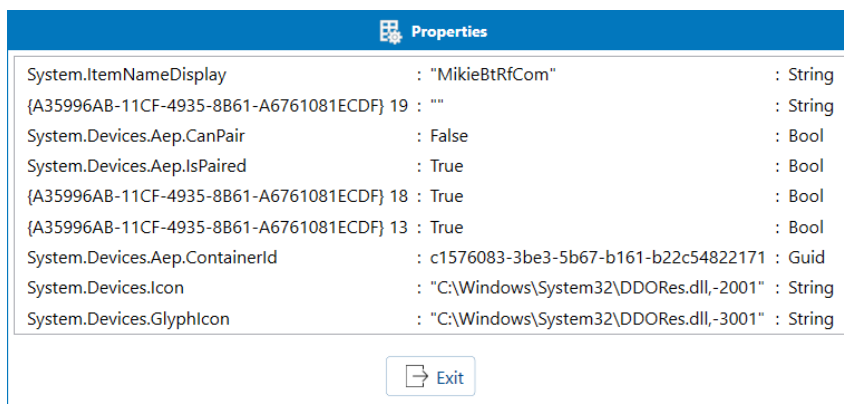 Properties
System.ItemNameDisplay : "MikieBtRfCom" : String
{A35996AB-11CF-4935-8B61-A6761081ECDF} 19 : "" : String
System.Devices.Aep.CanPair : False : Bool
System.Devices.Aep.IsPaired : True : Bool
{A35996AB-11CF-4935-8B61-A6761081ECDF} 18 : True : Bool
{A35996AB-11CF-4935-8B61-A6761081ECDF} 13 : True : Bool
System.Devices.Aep.ContainerId : c1576083-3be3-5b67-b161-b22c54822171 : Guid
System.Devices.Icon : "C:\Windows\System32\DDORes.dll,-2001" : String
System.Devices.GlyphIcon : "C:\Windows\System32\DDORes.dll,-3001" : String
Exit